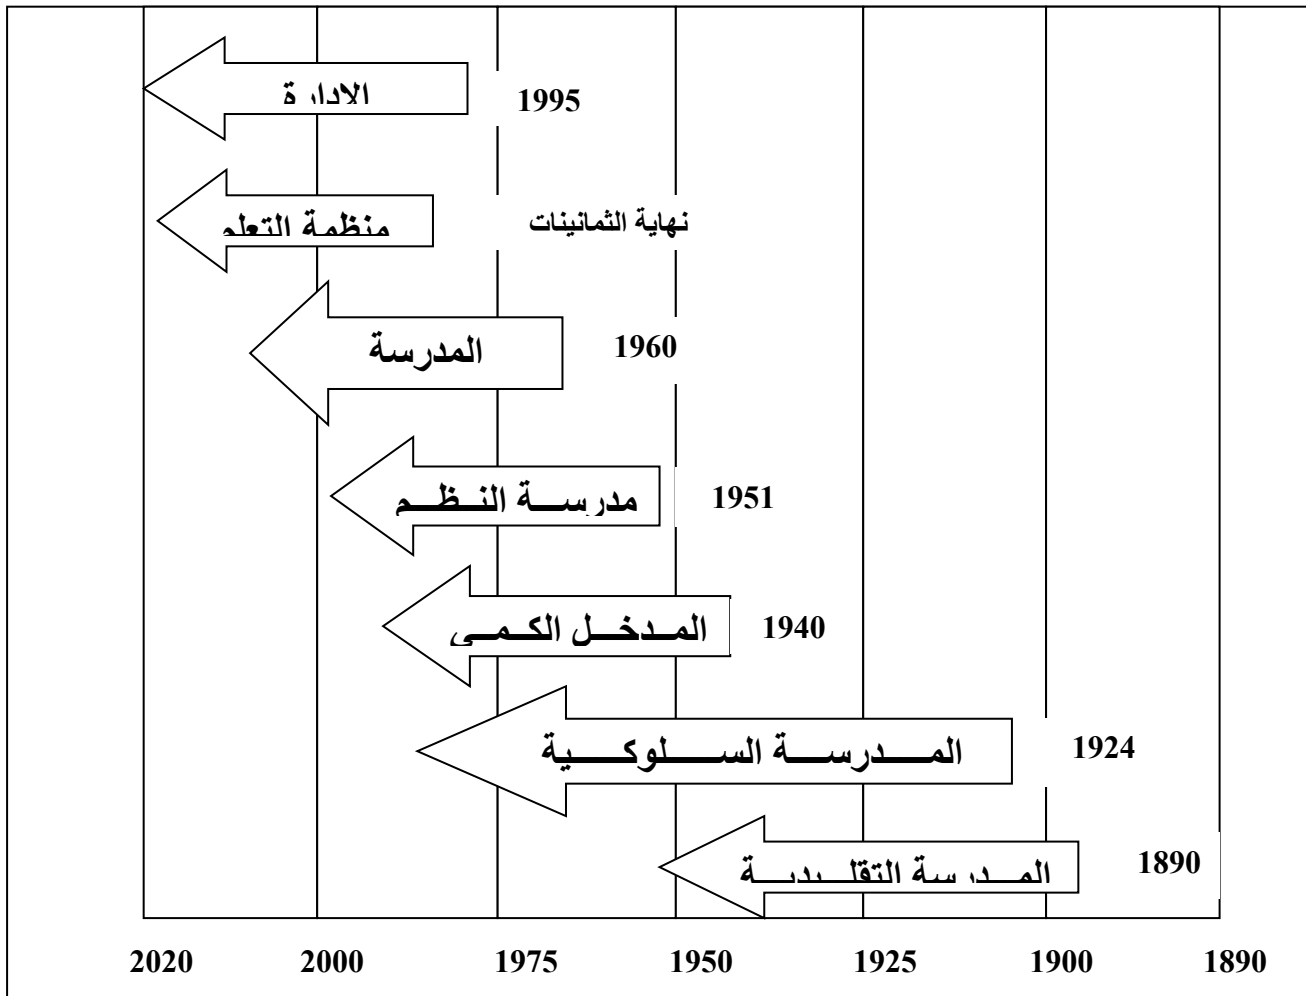 الادارة
1995
منظمة التعلم
نهاية الثمانينات
المدرسة
1960
مدرسة النظم
1951
المدخل الكمي
1940
المدرسة السلوكية
1924
المدرسة التقليدية
1890
2020 2000 1975 1950 1925 1900 1890